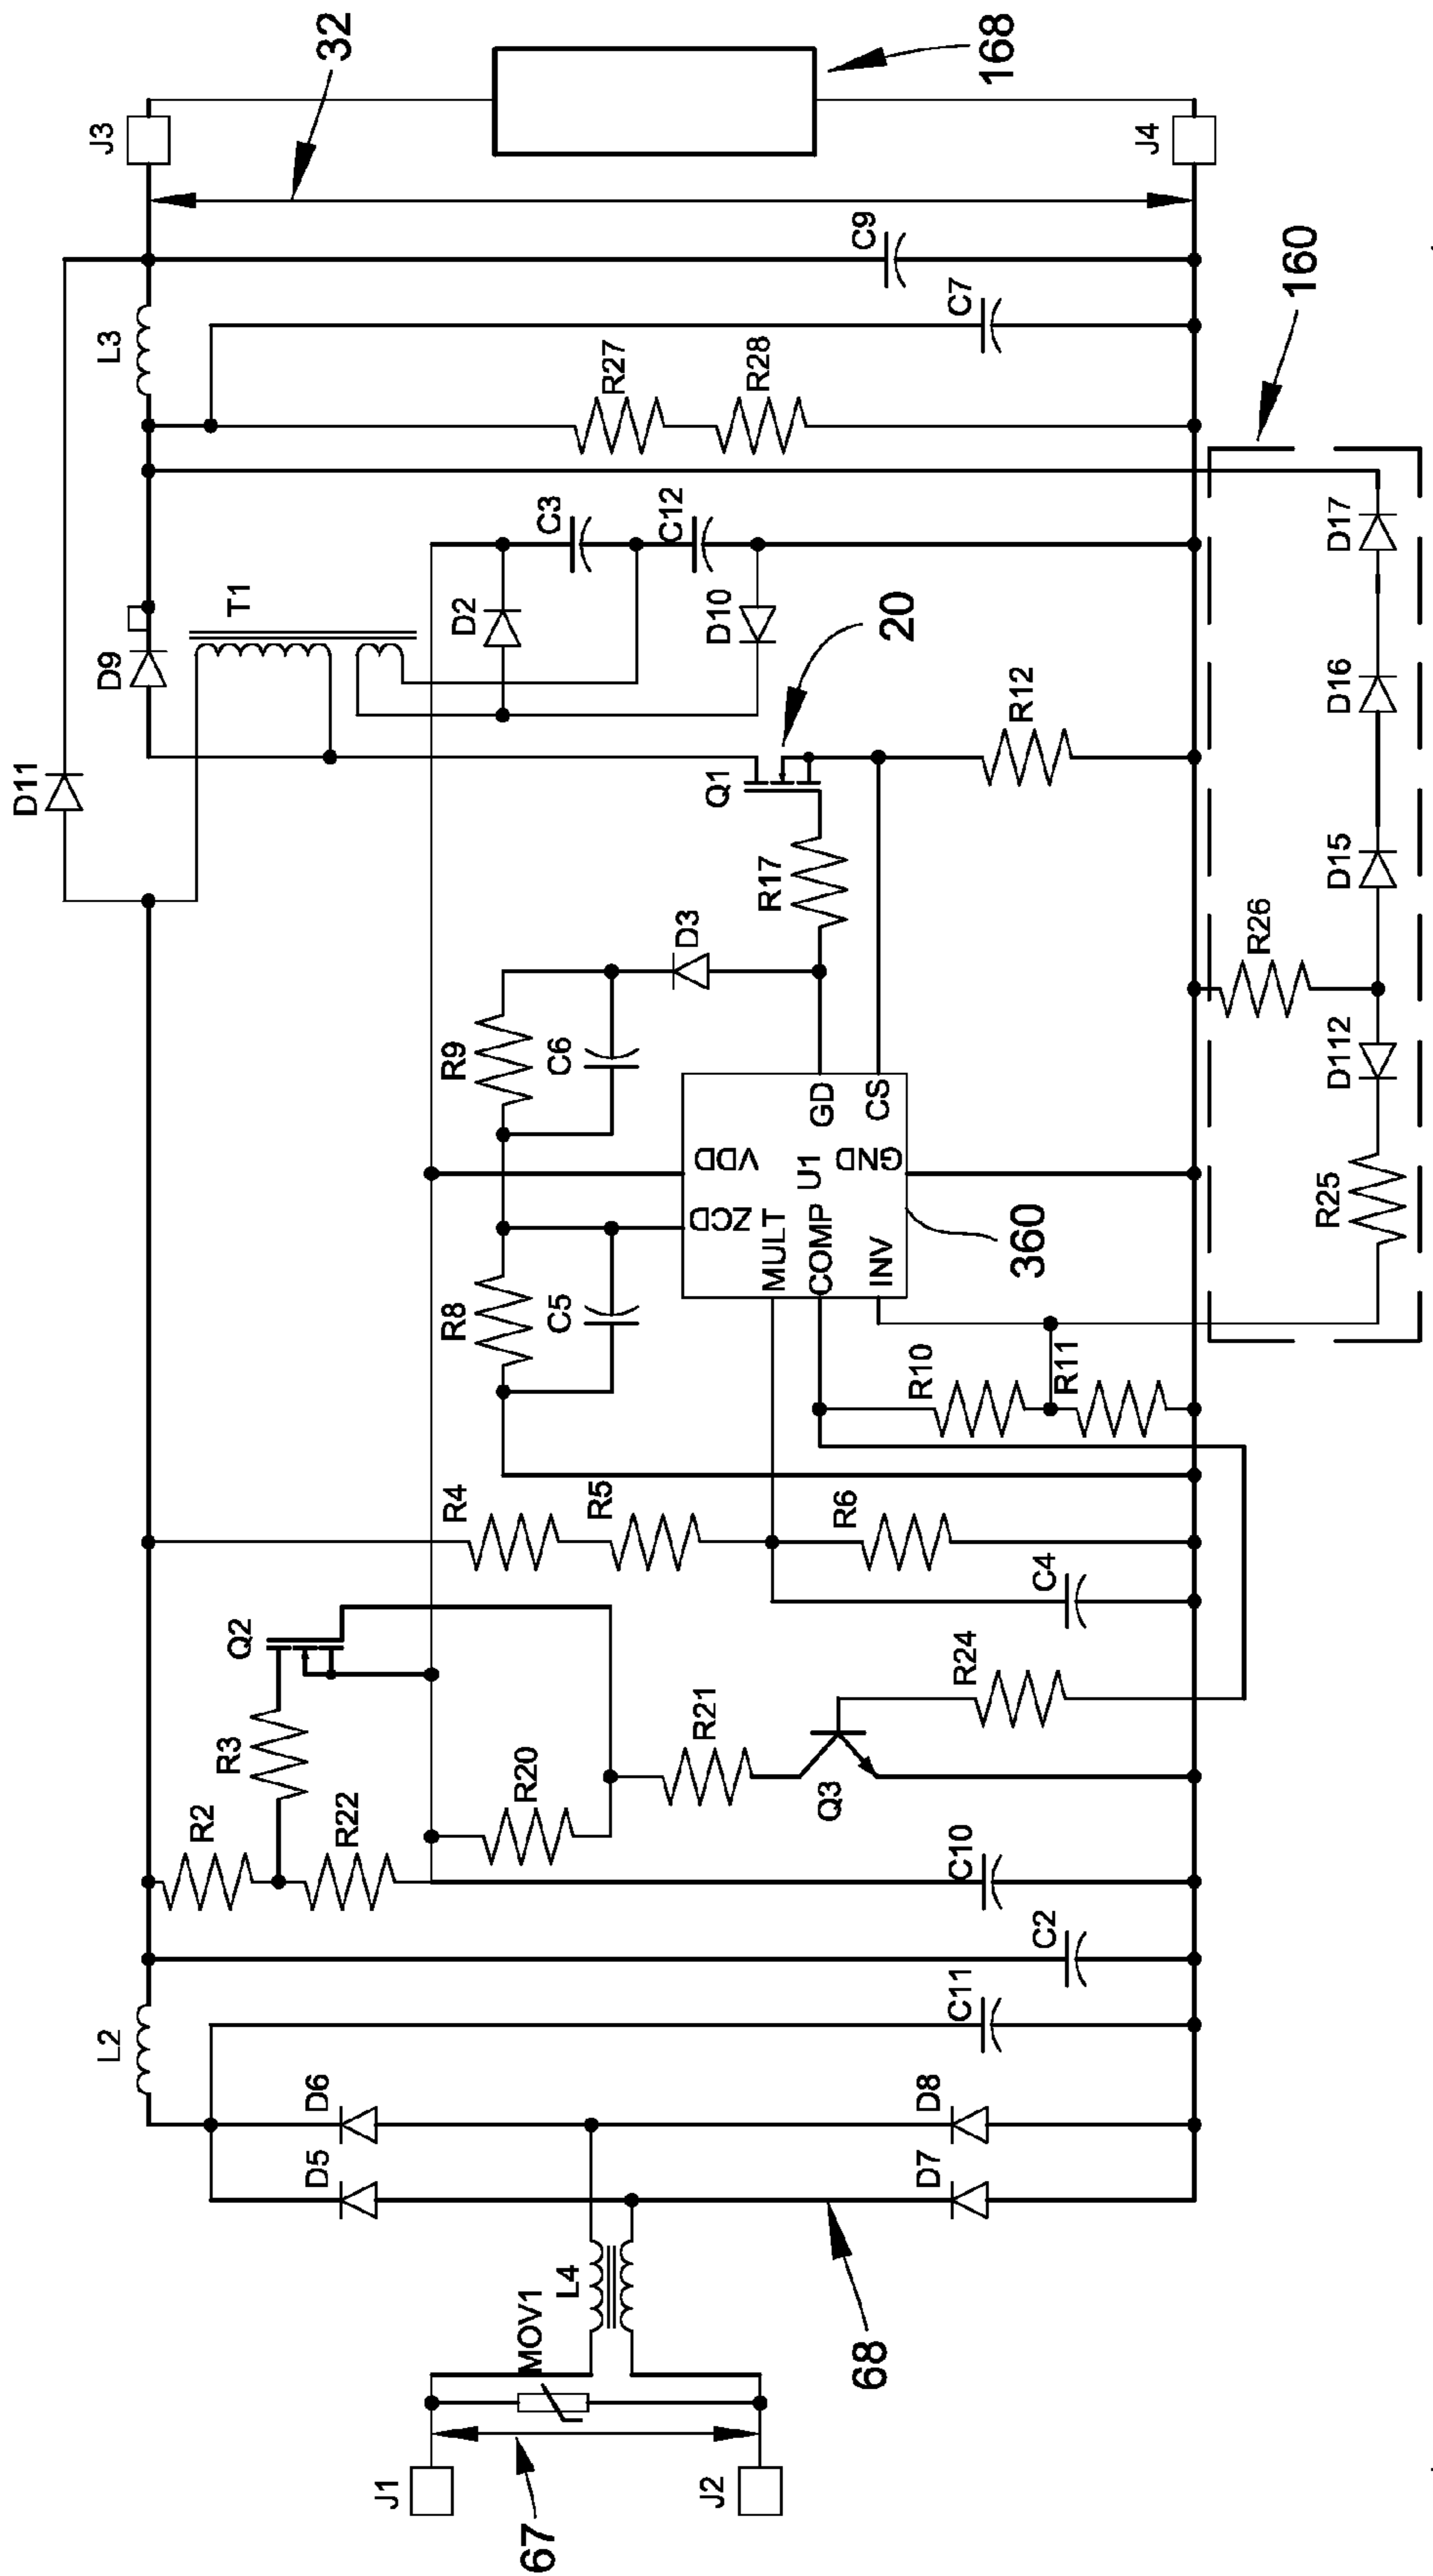 32
168
J3
J4
D11
L3
C9
C7
R27
R28
160
D9
T1
C3
C12
D2
D10
20
D17
D16
D15
R26
D112
R25
Q1
R12
R17
D3
R9
C6
VDD
ZCD
GD
CS
U1
GND
MULT
COMP
INV
360
R8
C5
R10
R11
R4
R5
R6
C4
Q2
R3
R2
R22
R20
R21
Q3
R24
C10
C2
L2
C11
D6
D5
D8
D7
L4
MOV1
68
J1
J2
67